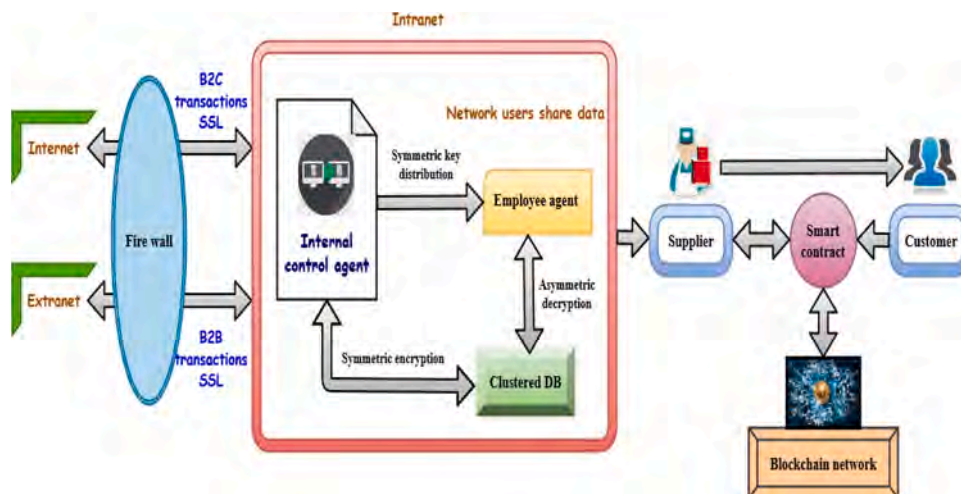 Intranet
B2C
transactions
SSL
Internet
Fire wall
Extranet
B2B
transactions
SSL
Network users share data
Symmetric key
distribution
Internal
control agent
Employee agent
Asymmetric
decryption
Symmetric encryption
Clustered DB
Supplier
Smart
contract
Customer
Blockchain network